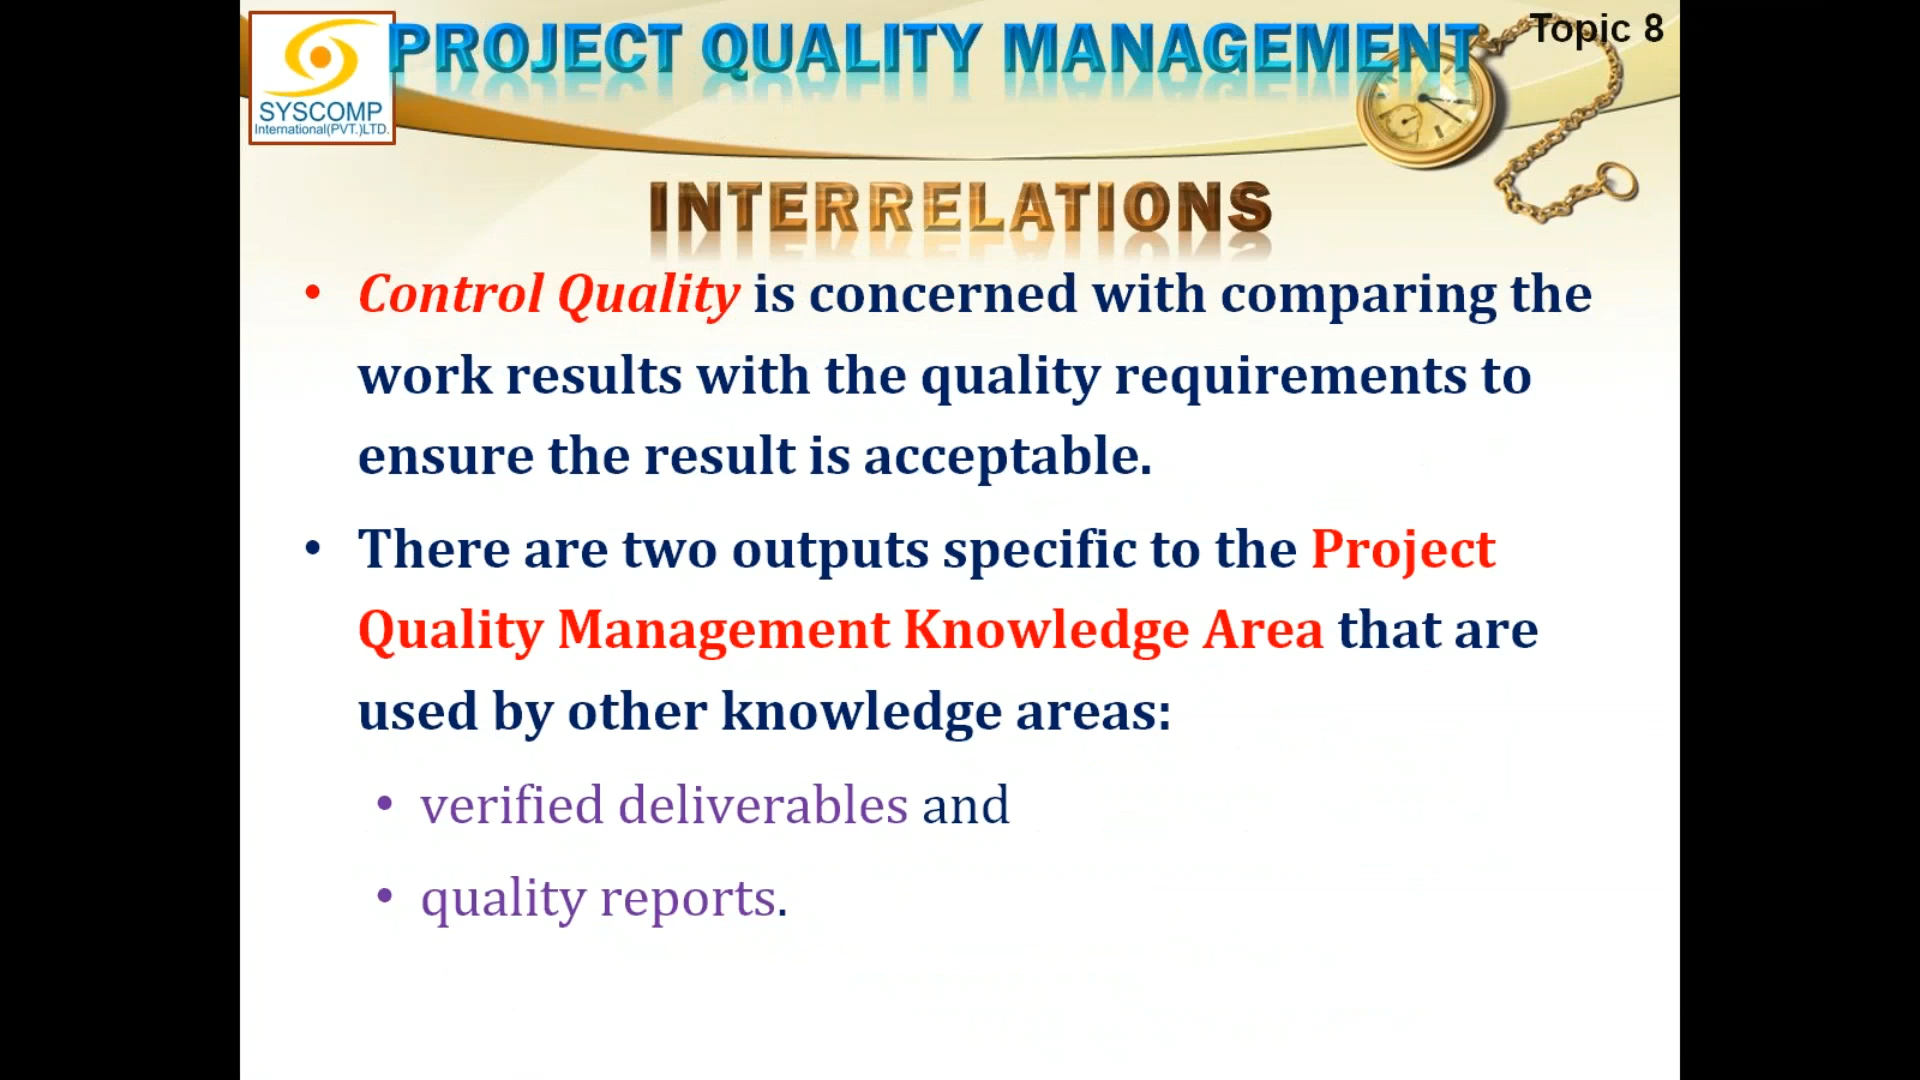 PROJECT QUALITY MANAGEMENT
Topic 8
SYSCOMP
International(PVT.)LTD.
INTERRELATIONS
• Control Quality is concerned with comparing the
work results with the quality requirements to
ensure the result is acceptable.
• There are two outputs specific to the Project
Quality Management Knowledge Area that are
used by other knowledge areas:
• verified deliverables and
• quality reports.